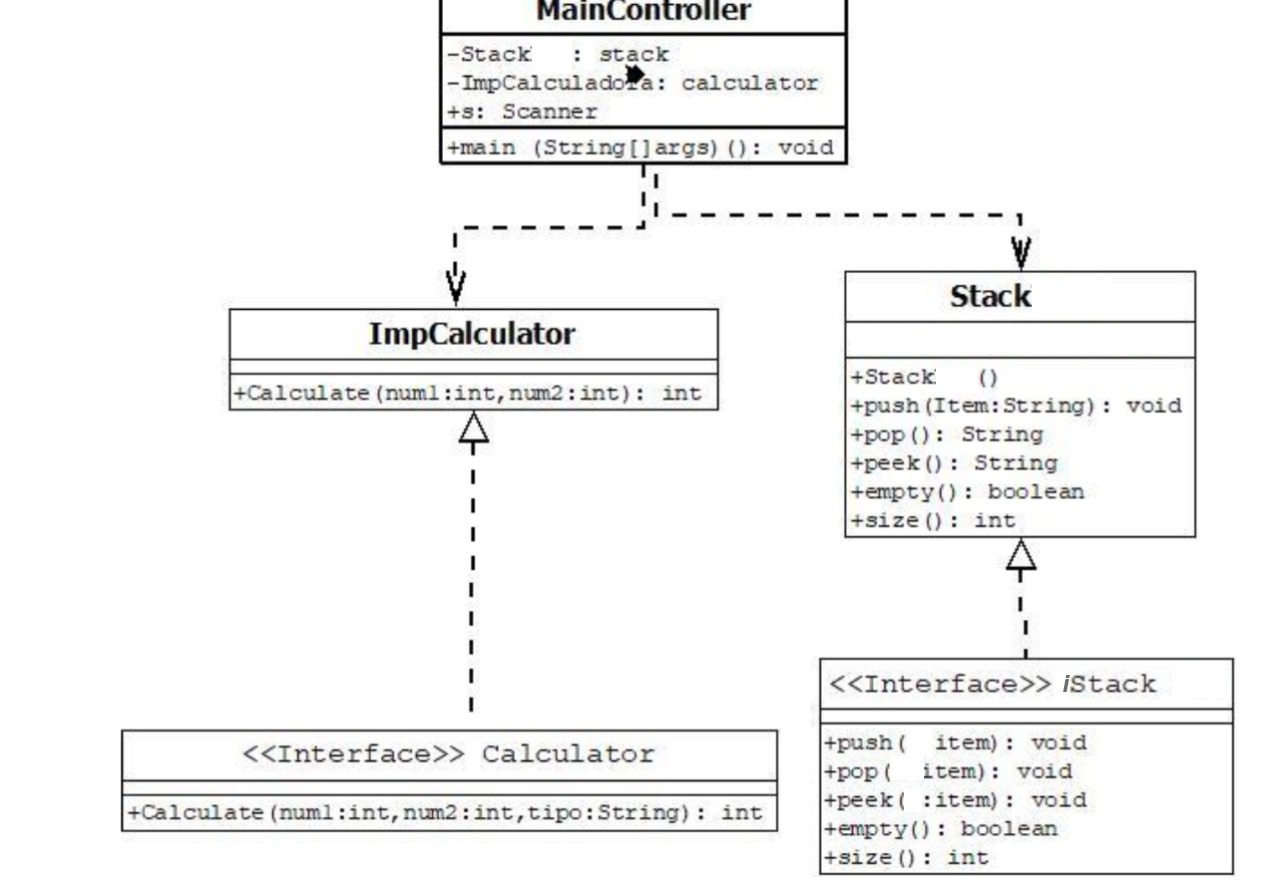 MainController
-Stack : stack
-ImpCalculadora: calculator
+s: Scanner
+main (String[]args)(): void
Stack
ImpCalculator
+Calculate(num1:int,num2:int): int
+Stack ()
+push(Item:String): void
+pop(): String
+peek(): String
+empty(): boolean
+size(): int
<<Interface>> iStack
+push( item): void
+pop( item): void
+peek( :item): void
+empty(): boolean
+size(): int
<<Interface>> Calculator
+Calculate(num1:int,num2:int,tipo:String): int